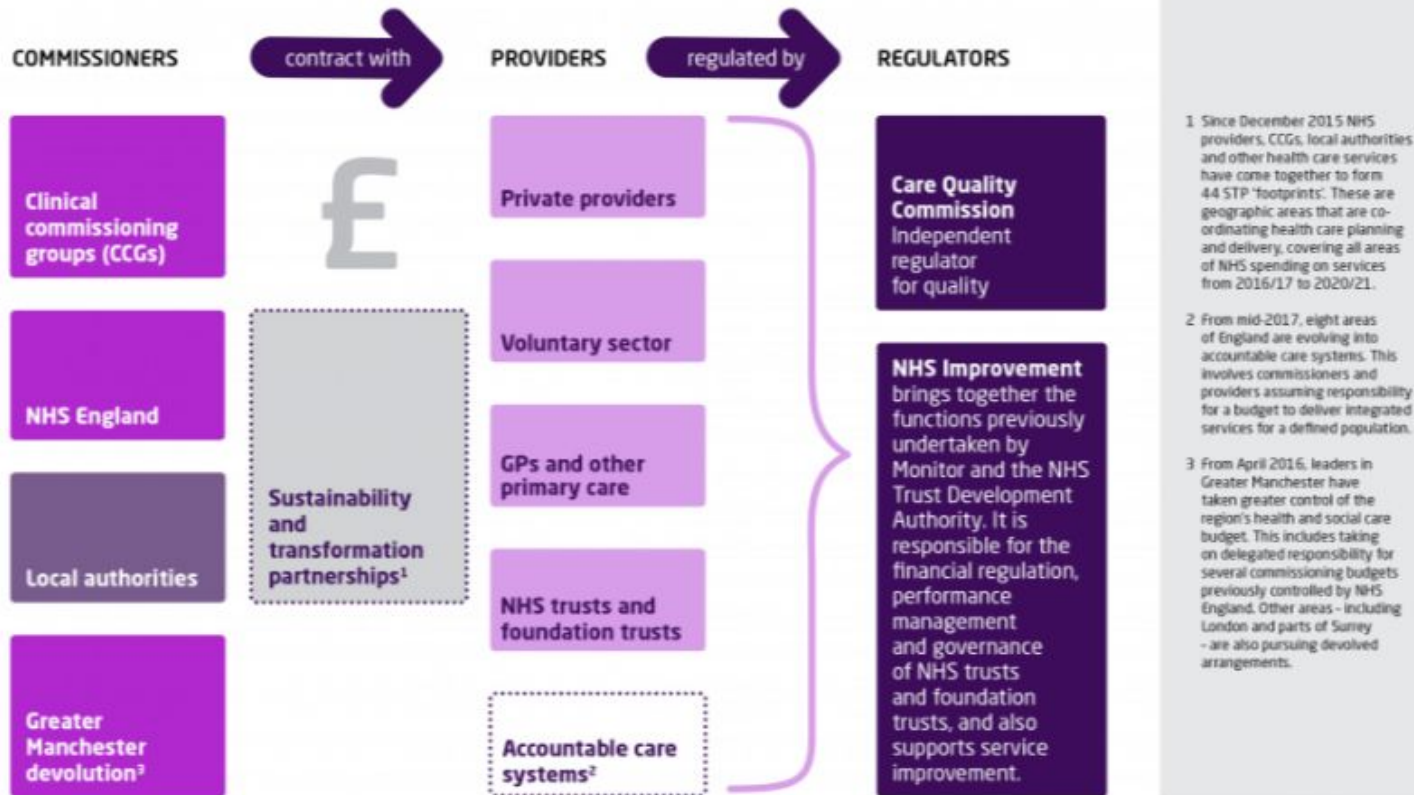 COMMISSIONERS
contract with
PROVIDERS
regulated by
REGULATORS
Clinical
commissioning
groups (CCGs)
NHS England
Local authorities
Greater
Manchester
devolution³
£
Sustainability
and
transformation
partnerships¹
Private providers
Voluntary sector
GPs and other
primary care
NHS trusts and
foundation trusts
Accountable care
systems²
Care Quality
Commission
Independent
regulator
for quality
NHS Improvement
brings together the
functions previously
undertaken by
Monitor and the NHS
Trust Development
Authority. It is
responsible for the
financial regulation,
performance
management
and governance
of NHS trusts
and foundation
trusts, and also
supports service
improvement.
1 Since December 2015 NHS
providers, CCGs, local authorities
and other health care services
have come together to form
44 STP 'footprints'. These are
geographic areas that are co-
ordinating health care planning
and delivery, covering all areas
of NHS spending on services
from 2016/17 to 2020/21.
2 From mid-2017, eight areas
of England are evolving into
accountable care systems. This
involves commissioners and
providers assuming responsibility
for a budget to deliver integrated
services for a defined population.
3 From April 2016, leaders in
Greater Manchester have
taken greater control of the
region's health and social care
budget. This includes taking
on delegated responsibility for
several commissioning budgets
previously controlled by NHS
England. Other areas - including
London and parts of Surrey
- are also pursuing devolved
arrangements.